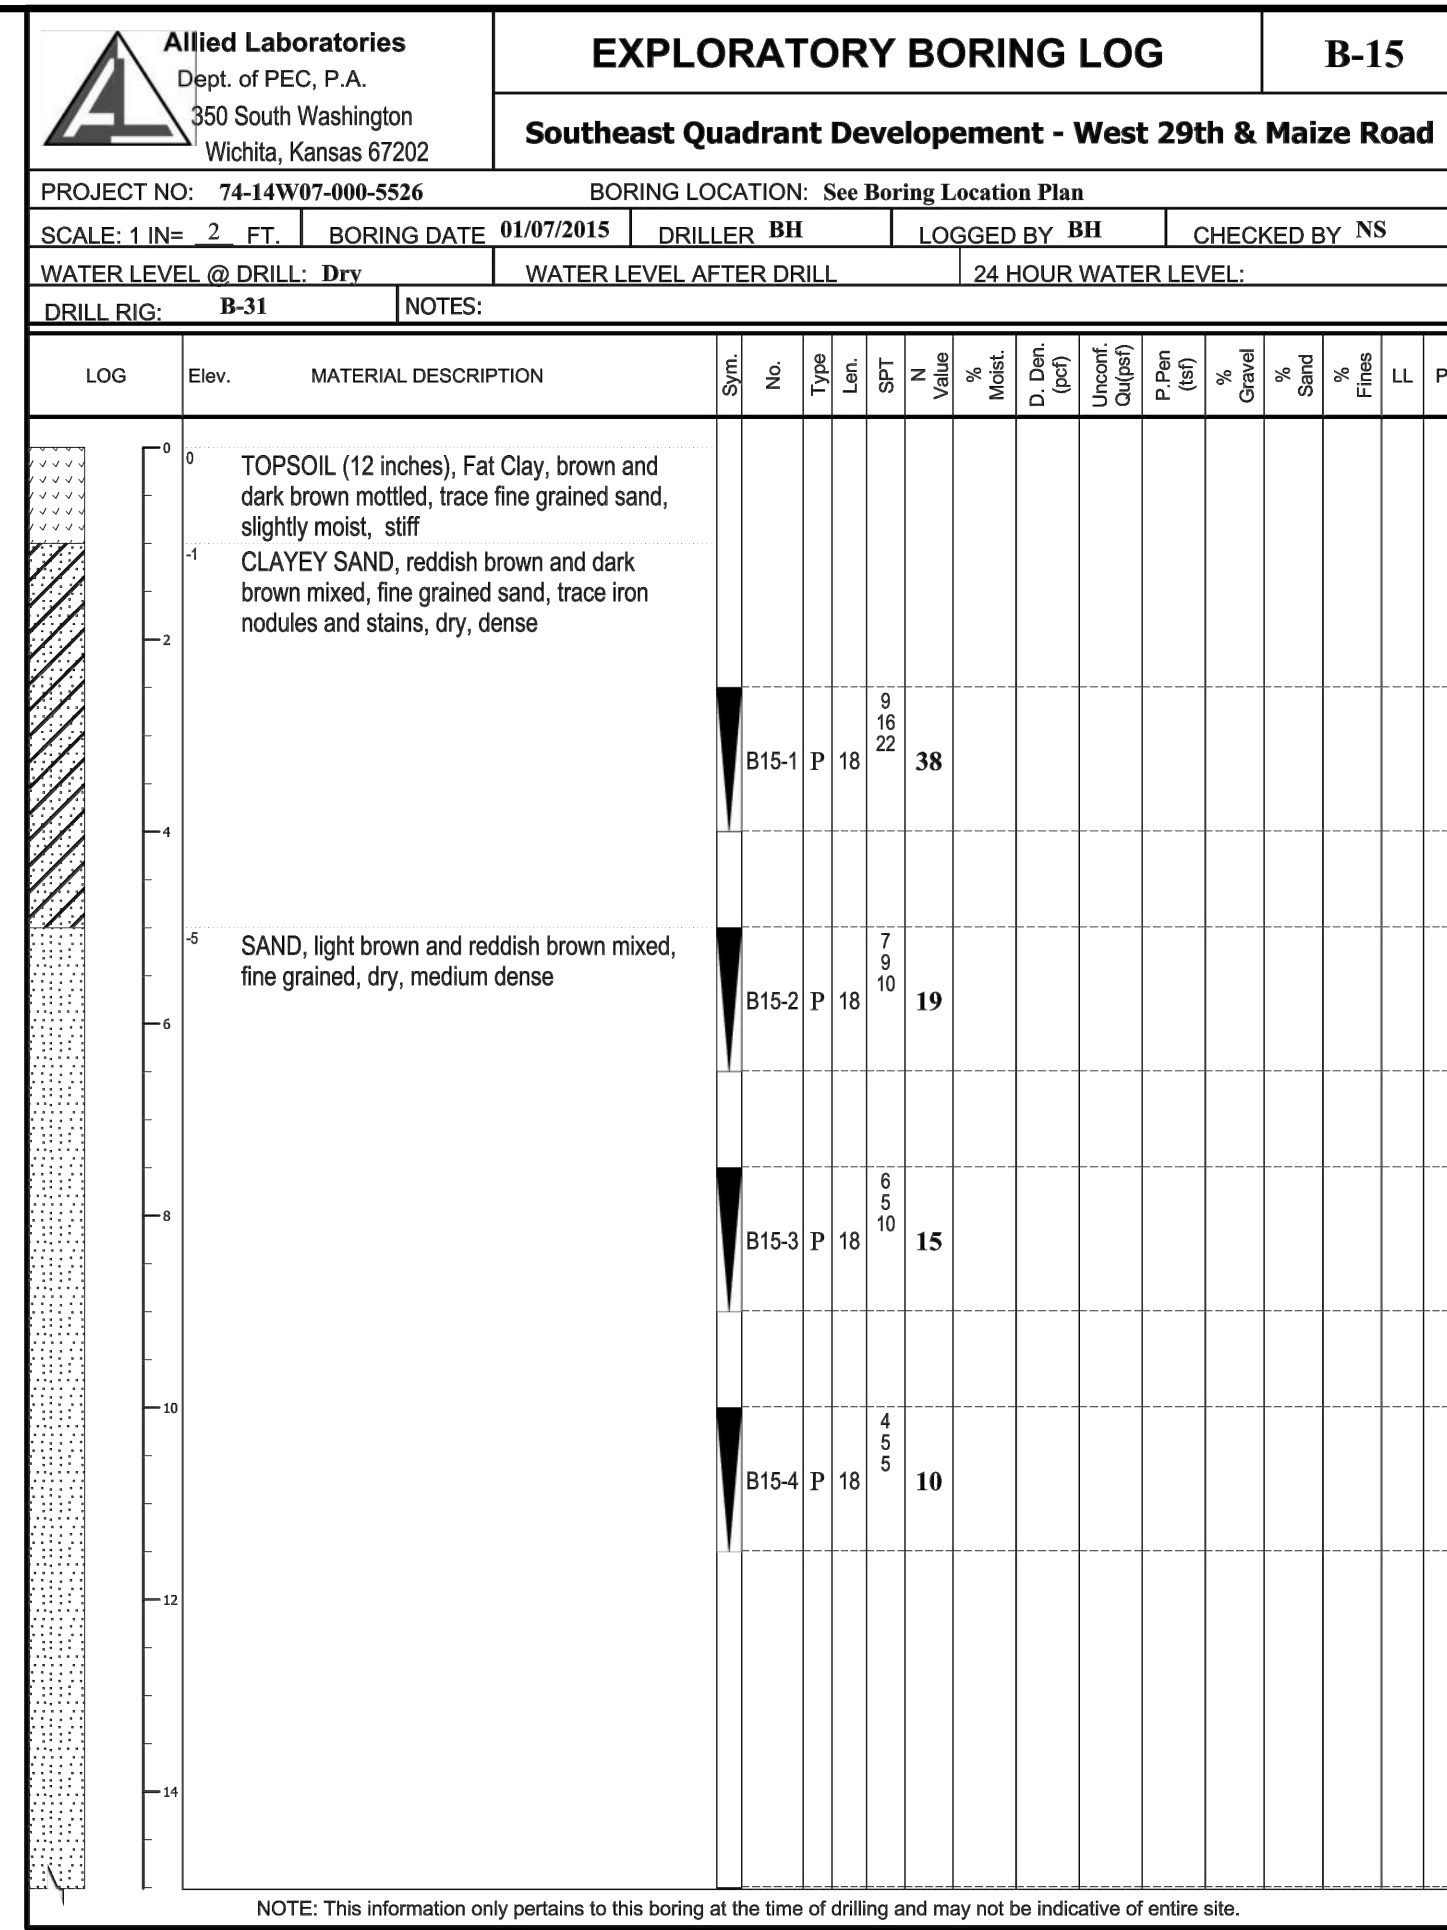 Allied Laboratories
Dept. of PEC, P.A.
350 South Washington
Wichita, Kansas 67202
EXPLORATORY BORING LOG
B-15
Southeast Quadrant Developement - West 29th & Maize Road
PROJECT NO: 74-14W07-000-5526 BORING LOCATION: See Boring Location Plan
SCALE: 1 IN= 2 FT. BORING DATE 01/07/2015 DRILLER BH LOGGED BY BH CHECKED BY NS
WATER LEVEL @ DRILL: Dry WATER LEVEL AFTER DRILL 24 HOUR WATER LEVEL:
DRILL RIG: B-31 NOTES:
LOG Elev. MATERIAL DESCRIPTION Sym. No. Type Len. SPT N Value % Moist. D. Den. (pcf) Unconf. Qu(psf) P.Pen (tsf) % Gravel % Sand % Fines LL P
0
0 TOPSOIL (12 inches), Fat Clay, brown and
dark brown mottled, trace fine grained sand,
slightly moist, stiff
-1 CLAYEY SAND, reddish brown and dark
brown mixed, fine grained sand, trace iron
nodules and stains, dry, dense
2
9
16
22
B15-1 P 18 38
4
-5 SAND, light brown and reddish brown mixed,
fine grained, dry, medium dense
7
9
10
B15-2 P 18 19
6
6
5
10
8
B15-3 P 18 15
10
4
5
5
B15-4 P 18 10
12
14
NOTE: This information only pertains to this boring at the time of drilling and may not be indicative of entire site.